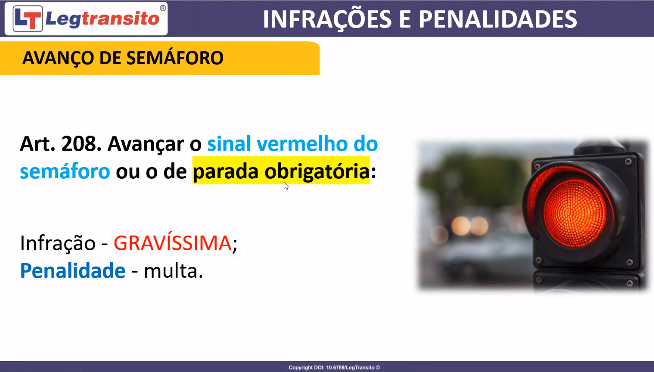 LT Legtransito®
INFRAÇÕES E PENALIDADES
AVANÇO DE SEMÁFORO
Art. 208. Avançar o sinal vermelho do
semáforo ou o de parada obrigatória:
Infração - GRAVÍSSIMA;
Penalidade - multa.
Copyright DOI: 10.6788/LegTransito ©